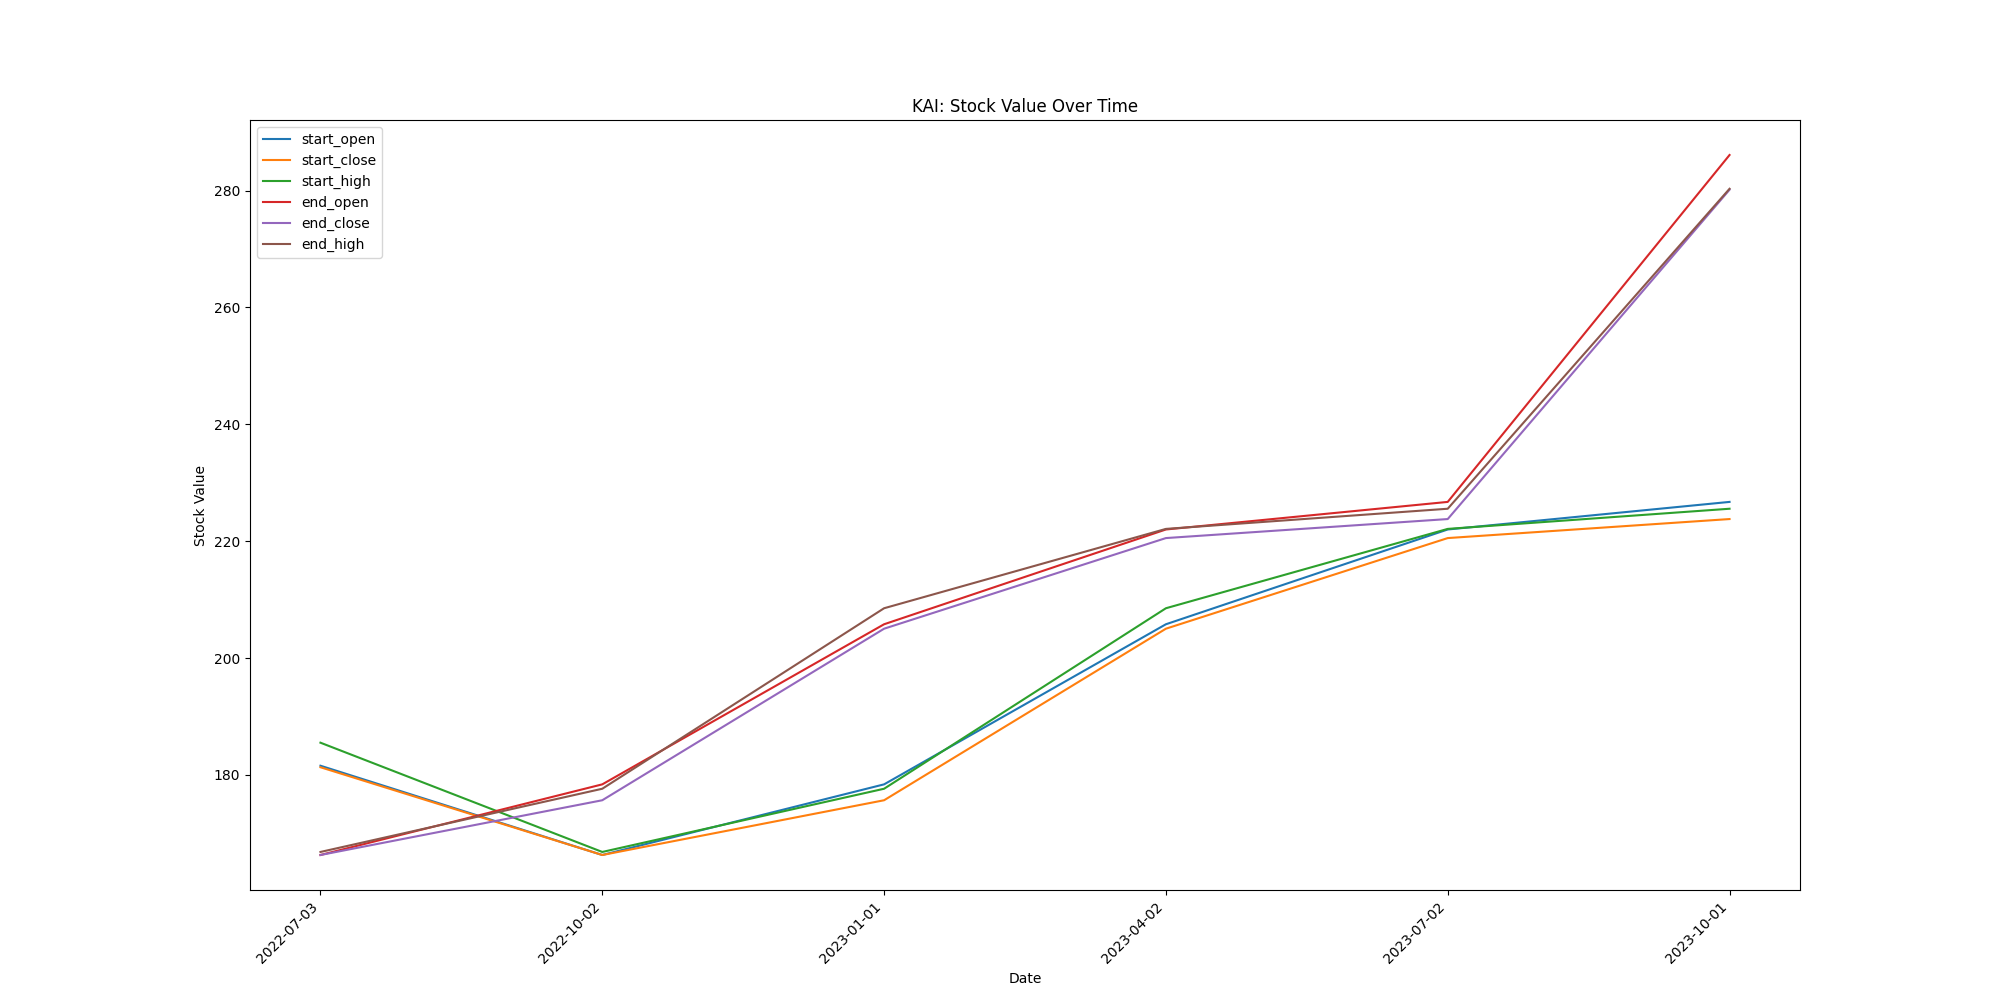 KAI: Stock Value Over Time
start_open
start_close
start_high
end_open
end_close
end_high
280
260
240
220
200
180
Stock Value
2022-07-03
2022-10-02
2023-01-01
2023-04-02
2023-07-02
2023-10-01
Date